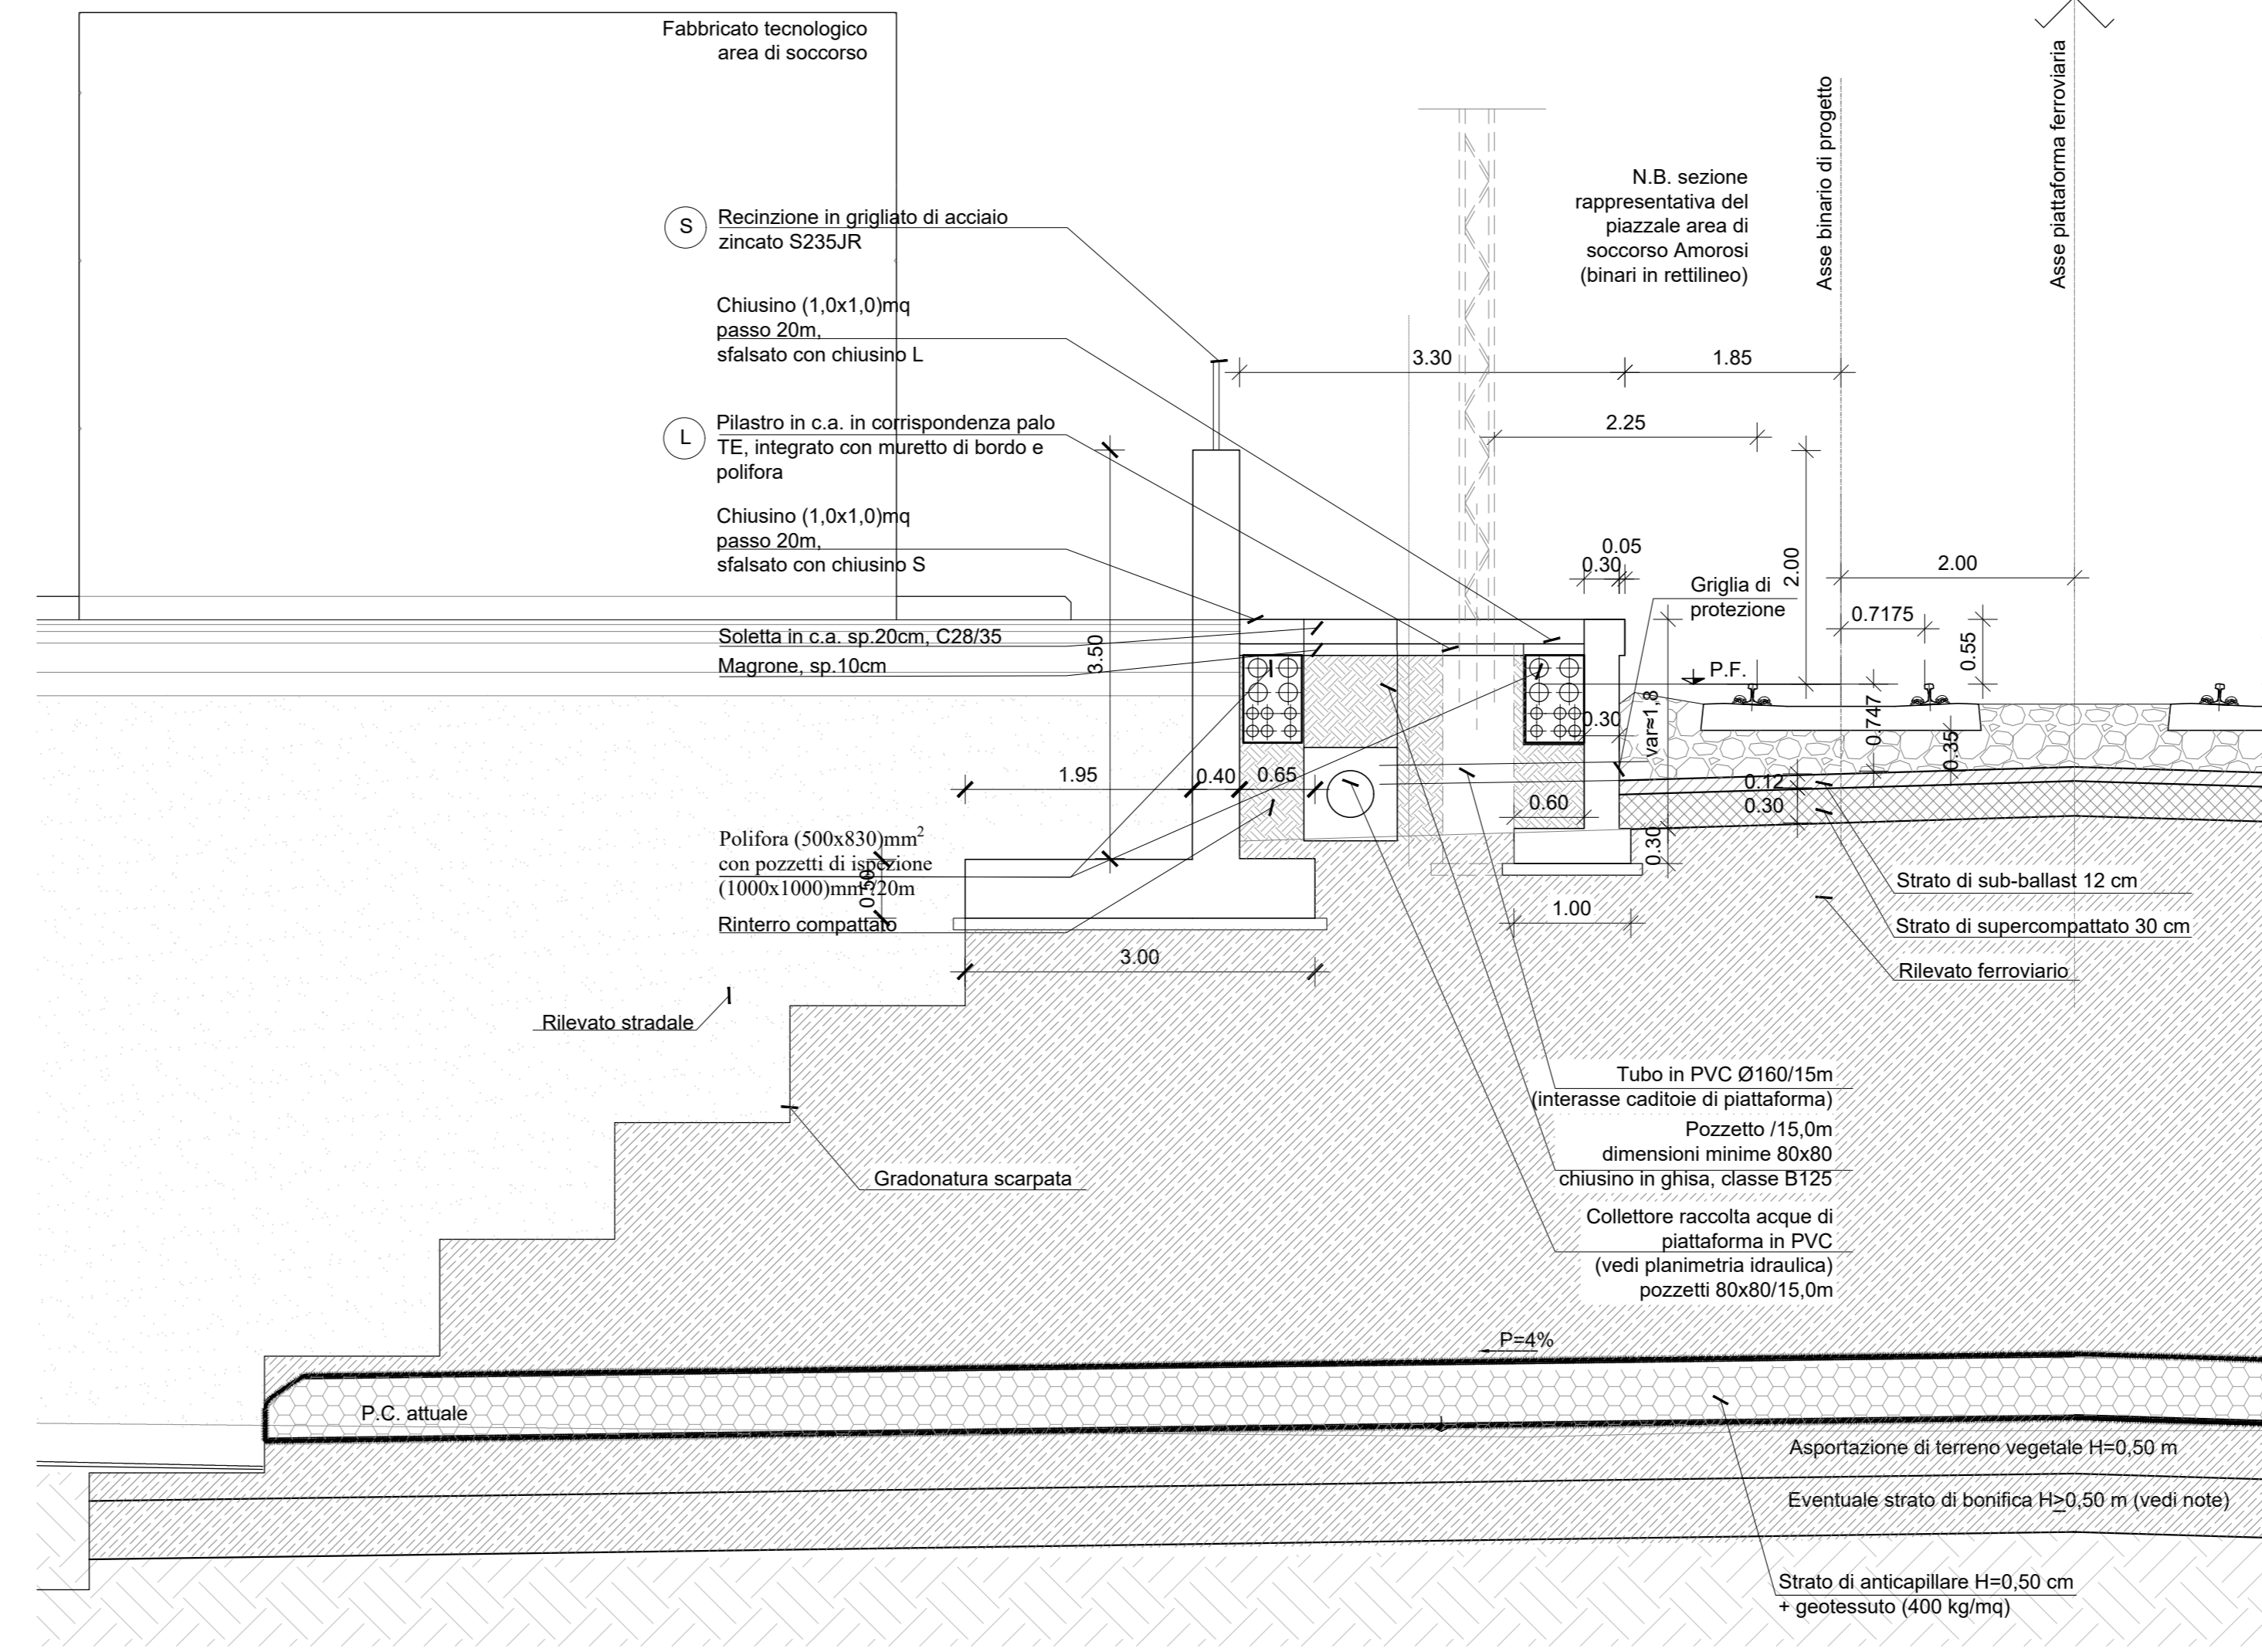 Fabbricato tecnologico
area di soccorso
Asse binario di progetto
Asse piattaforma ferroviaria
N.B. sezione
rappresentativa del
piazzale area di
soccorso Amorosi
(binari in rettilineo)
S
Recinzione in grigliato di acciaio
zincato S235JR
Chiusino (1,0x1,0)mq
passo 20m,
sfalsato con chiusino L
3.30
1.85
L
Pilastro in c.a. in corrispondenza palo
TE, integrato con muretto di bordo e
polifora
2.25
2.00
Chiusino (1,0x1,0)mq
passo 20m,
sfalsato con chiusino S
0.05
0.30
2.00
Griglia di
protezione
0.7175
0.55
Soletta in c.a. sp.20cm, C28/35
Magrone, sp.10cm
3.50
P.F.
0.30
var≈1,8
0.747
0.35
1.95
0.40
0.65
0.12
0.30
0.60
0.30
Polifora (500x830)mm²
con pozzetti di ispezione
(1000x1000)mm²/20m
0.50
Rinterro compattato
1.00
3.00
Strato di sub-ballast 12 cm
Strato di supercompattato 30 cm
Rilevato ferroviario
Rilevato stradale
Gradonatura scarpata
Tubo in PVC Ø160/15m
(interasse caditoie di piattaforma)
Pozzetto /15,0m
dimensioni minime 80x80
chiusino in ghisa, classe B125
Collettore raccolta acque di
piattaforma in PVC
(vedi planimetria idraulica)
pozzetti 80x80/15,0m
P=4%
P.C. attuale
Asportazione di terreno vegetale H=0,50 m
Eventuale strato di bonifica H≥0,50 m (vedi note)
Strato di anticapillare H=0,50 cm
+ geotessuto (400 kg/mq)